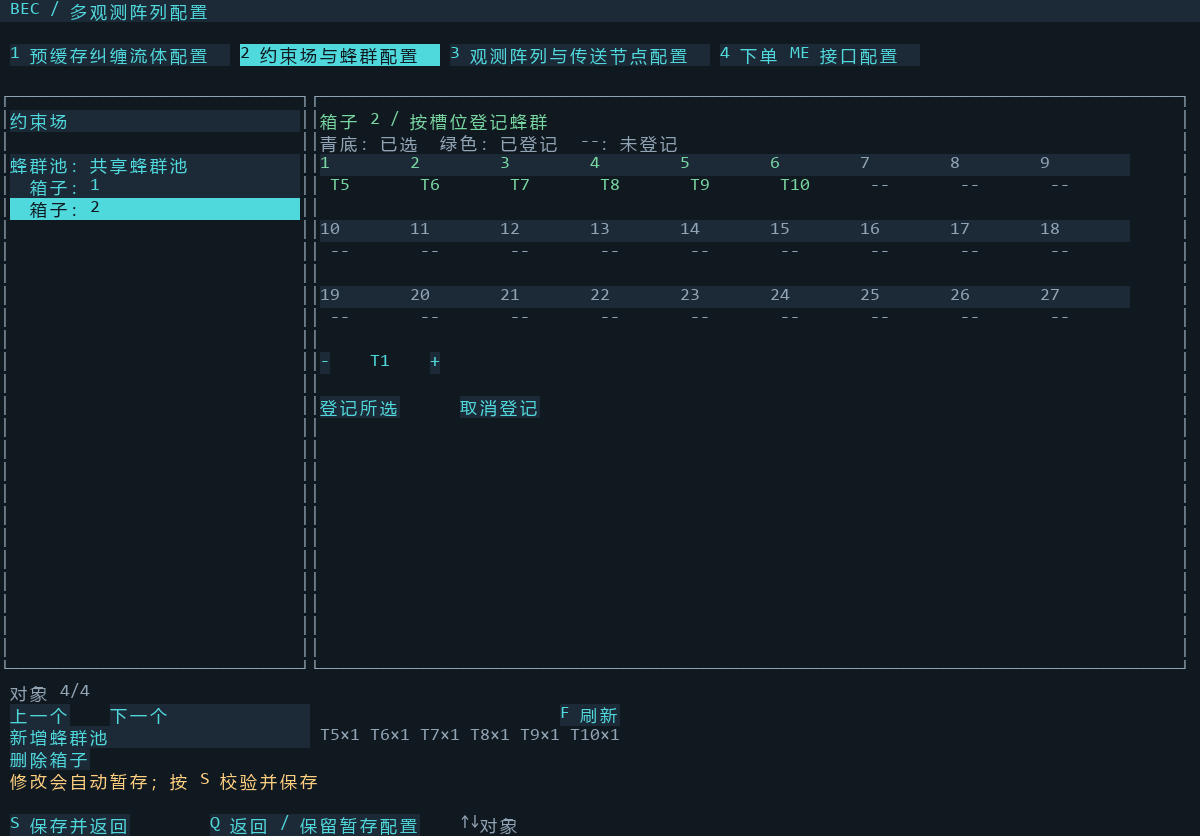 BEC / 多观测阵列配置
1 预缓存纠缠流体配置 2 约束场与蜂群配置 3 观测阵列与传送节点配置 4 下单 ME 接口配置
约束场
蜂群池: 共享蜂群池
箱子: 1
箱子: 2
箱子 2 / 按槽位登记蜂群
青底: 已选 绿色: 已登记 --: 未登记
1 2 3 4 5 6 7 8 9
T5 T6 T7 T8 T9 T10 -- -- --
10 11 12 13 14 15 16 17 18
-- -- -- -- -- -- -- -- --
19 20 21 22 23 24 25 26 27
-- -- -- -- -- -- -- -- --
- T1 +
登记所选 取消登记
对象 4/4
上一个 下一个 F 刷新
新增蜂群池 T5×1 T6×1 T7×1 T8×1 T9×1 T10×1
删除箱子
修改会自动暂存; 按 S 校验并保存
S 保存并返回 Q 返回 / 保留暂存配置 ↑↓对象